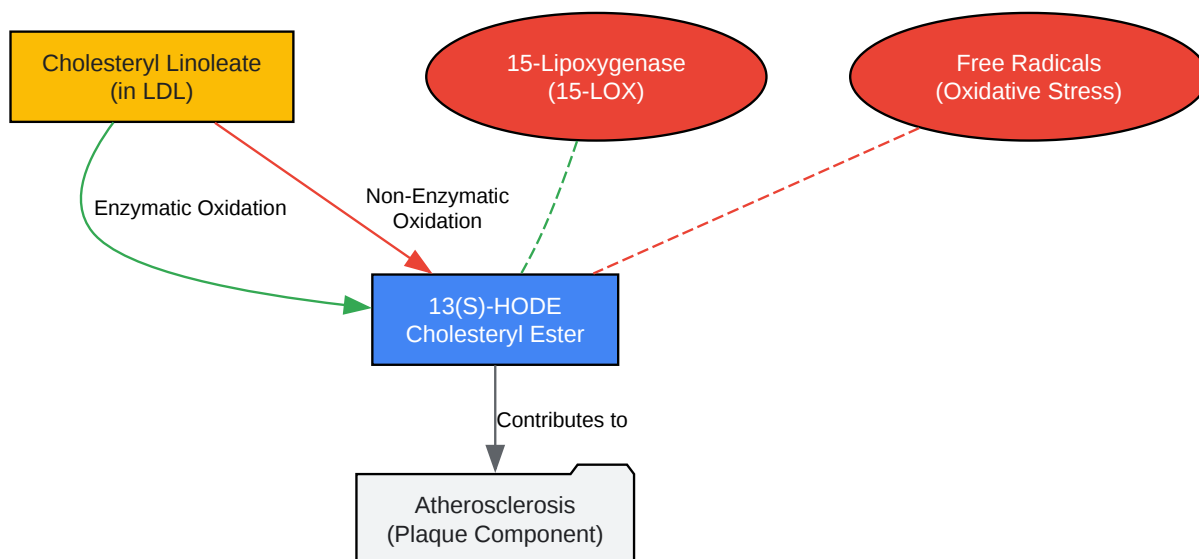 Cholesteryl Linoleate
(in LDL)
15-Lipoxygenase
(15-LOX)
Free Radicals
(Oxidative Stress)
Enzymatic Oxidation
Non-Enzymatic
Oxidation
13(S)-HODE
Cholesteryl Ester
Contributes to
Atherosclerosis
(Plaque Component)